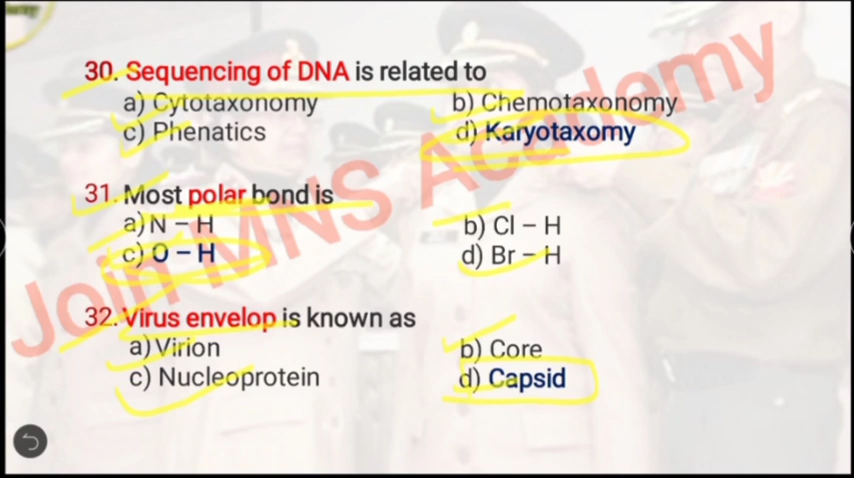 30. Sequencing of DNA is related to
a) Cytotaxonomy b) Chemotaxonomy
c) Phenatics d) Karyotaxomy
31. Most polar bond is
a) N – H b) Cl – H
c) O – H d) Br – H
32. Virus envelop is known as
a) Virion b) Core
c) Nucleoprotein d) Capsid
Join MNS Academy